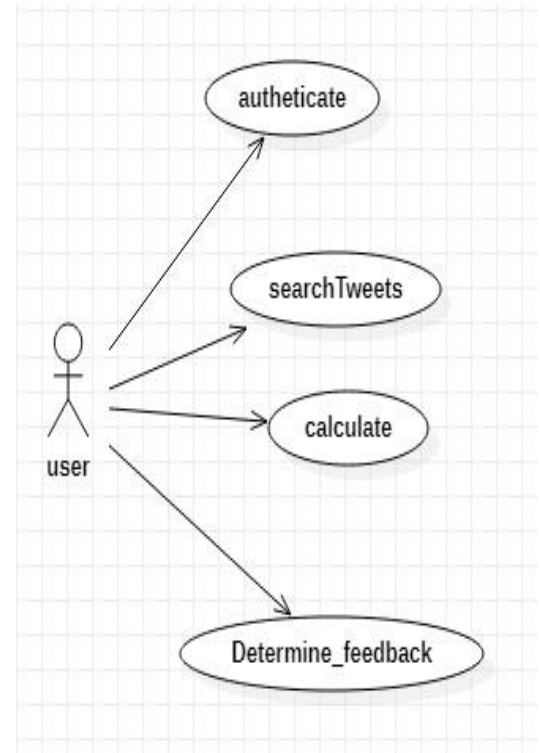 autheticate
searchTweets
calculate
user
Determine_feedback